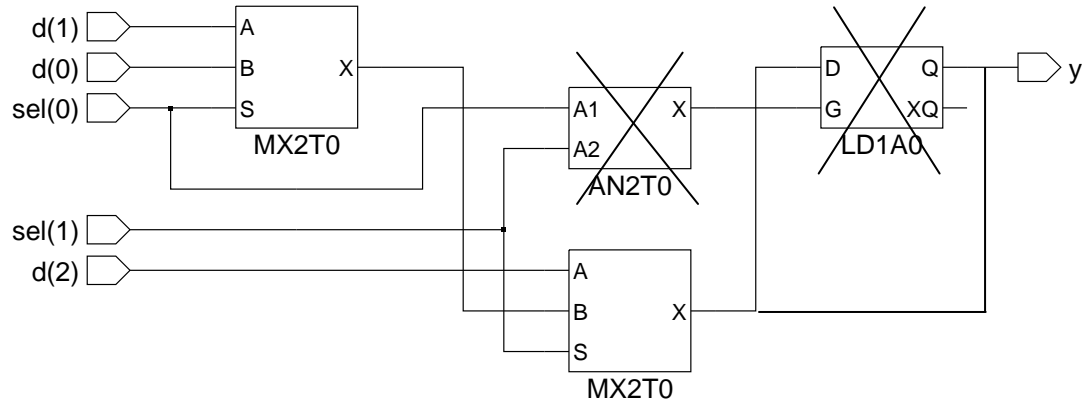 d(1)
d(0)
sel(0)
A
B
S
X
MX2T0
A1
A2
X
AN2T0
D
G
Q
XQ
LD1A0
y
sel(1)
d(2)
A
B
S
X
MX2T0